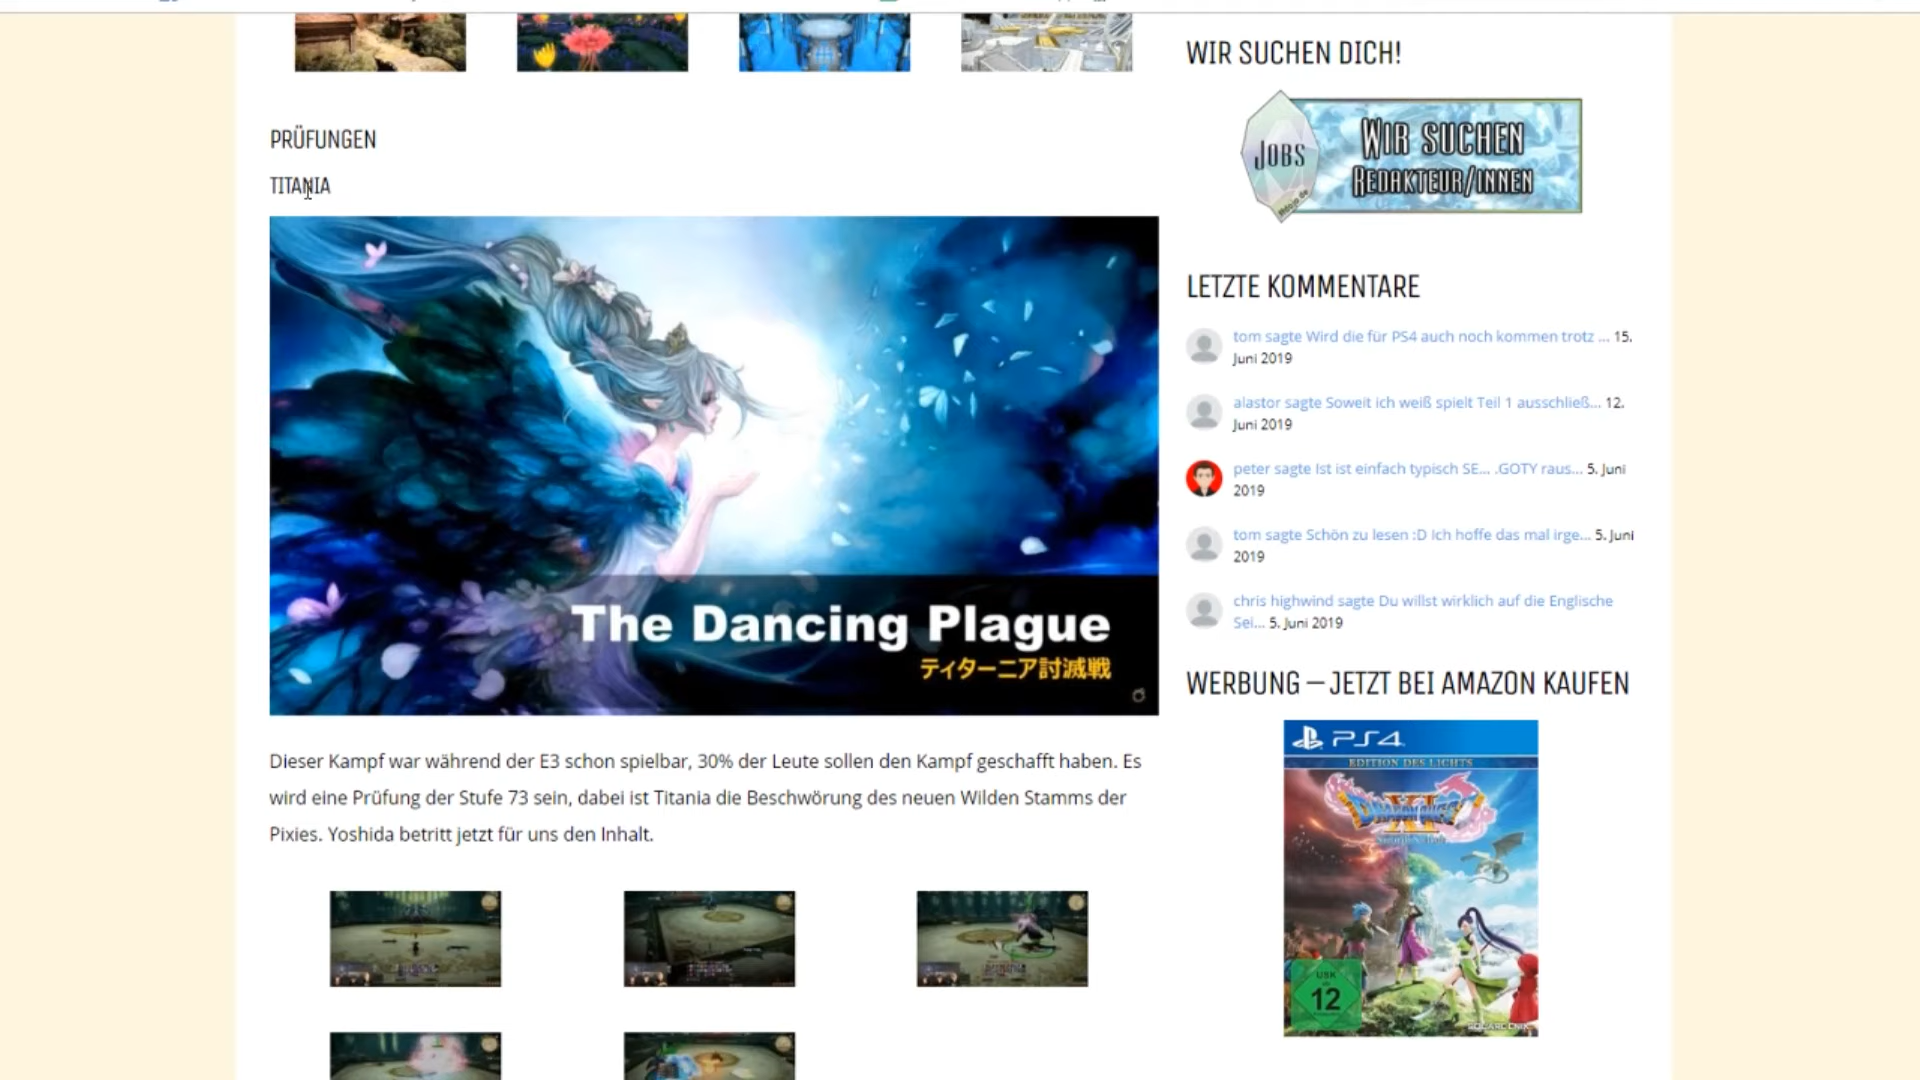 PRÜFUNGEN
TITANIA
The Dancing Plague
ティターニア討滅戦
Dieser Kampf war während der E3 schon spielbar, 30% der Leute sollen den Kampf geschafft haben. Es
wird eine Prüfung der Stufe 73 sein, dabei ist Titania die Beschwörung des neuen Wilden Stamms der
Pixies. Yoshida betritt jetzt für uns den Inhalt.
WIR SUCHEN DICH!
JOBS
WIR SUCHEN
REDAKTEUR/INNEN
LETZTE KOMMENTARE
tom sagte Wird die für PS4 auch noch kommen trotz ... 15.
Juni 2019
alastor sagte Soweit ich weiß spielt Teil 1 ausschließ... 12.
Juni 2019
peter sagte Ist ist einfach typisch SE... .GOTY raus... 5. Juni
2019
tom sagte Schön zu lesen :D Ich hoffe das mal irge... 5. Juni
2019
chris highwind sagte Du willst wirklich auf die Englische
Sei... 5. Juni 2019
WERBUNG – JETZT BEI AMAZON KAUFEN
PS4
EDITION DES LICHTS
DRAGON QUEST
XI
USK
ab
12
SQUARE ENIX